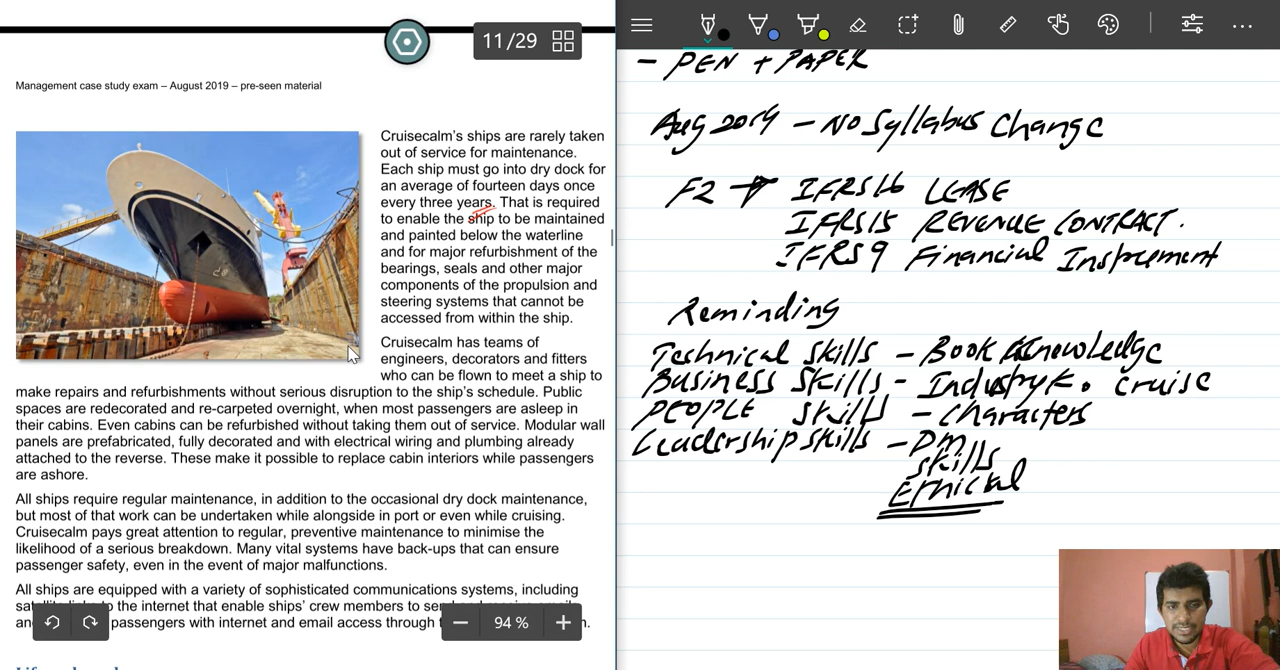 11/29
Management case study exam – August 2019 – pre-seen material
Cruisecalm's ships are rarely taken
out of service for maintenance.
Each ship must go into dry dock for
an average of fourteen days once
every three years. That is required
to enable the ship to be maintained
and painted below the waterline
and for major refurbishment of the
bearings, seals and other major
components of the propulsion and
steering systems that cannot be
accessed from within the ship.
Cruisecalm has teams of
engineers, decorators and fitters
who can be flown to meet a ship to
make repairs and refurbishments without serious disruption to the ship's schedule. Public
spaces are redecorated and re-carpeted overnight, when most passengers are asleep in
their cabins. Even cabins can be refurbished without taking them out of service. Modular wall
panels are prefabricated, fully decorated and with electrical wiring and plumbing already
attached to the reverse. These make it possible to replace cabin interiors while passengers
are ashore.
All ships require regular maintenance, in addition to the occasional dry dock maintenance,
but most of that work can be undertaken while alongside in port or even while cruising.
Cruisecalm pays great attention to regular, preventive maintenance to minimise the
likelihood of a serious breakdown. Many vital systems have back-ups that can ensure
passenger safety, even in the event of major malfunctions.
All ships are equipped with a variety of sophisticated communications systems, including
to the internet that enable ships' crew members to
passengers with internet and email access through
94 %
- PEN + PAPER
Aug 2019 - No Syllabus Change
F2 → IFRS16 LEASE
IFRS15 REVENUE CONTRACT.
IFRS9 Financial Instrument
Reminding
Technical skills - Book Knowledge
Business skills - Industry K. cruise
PEOPLE skills - characters
Leadership skills - DM
skills
Ethical